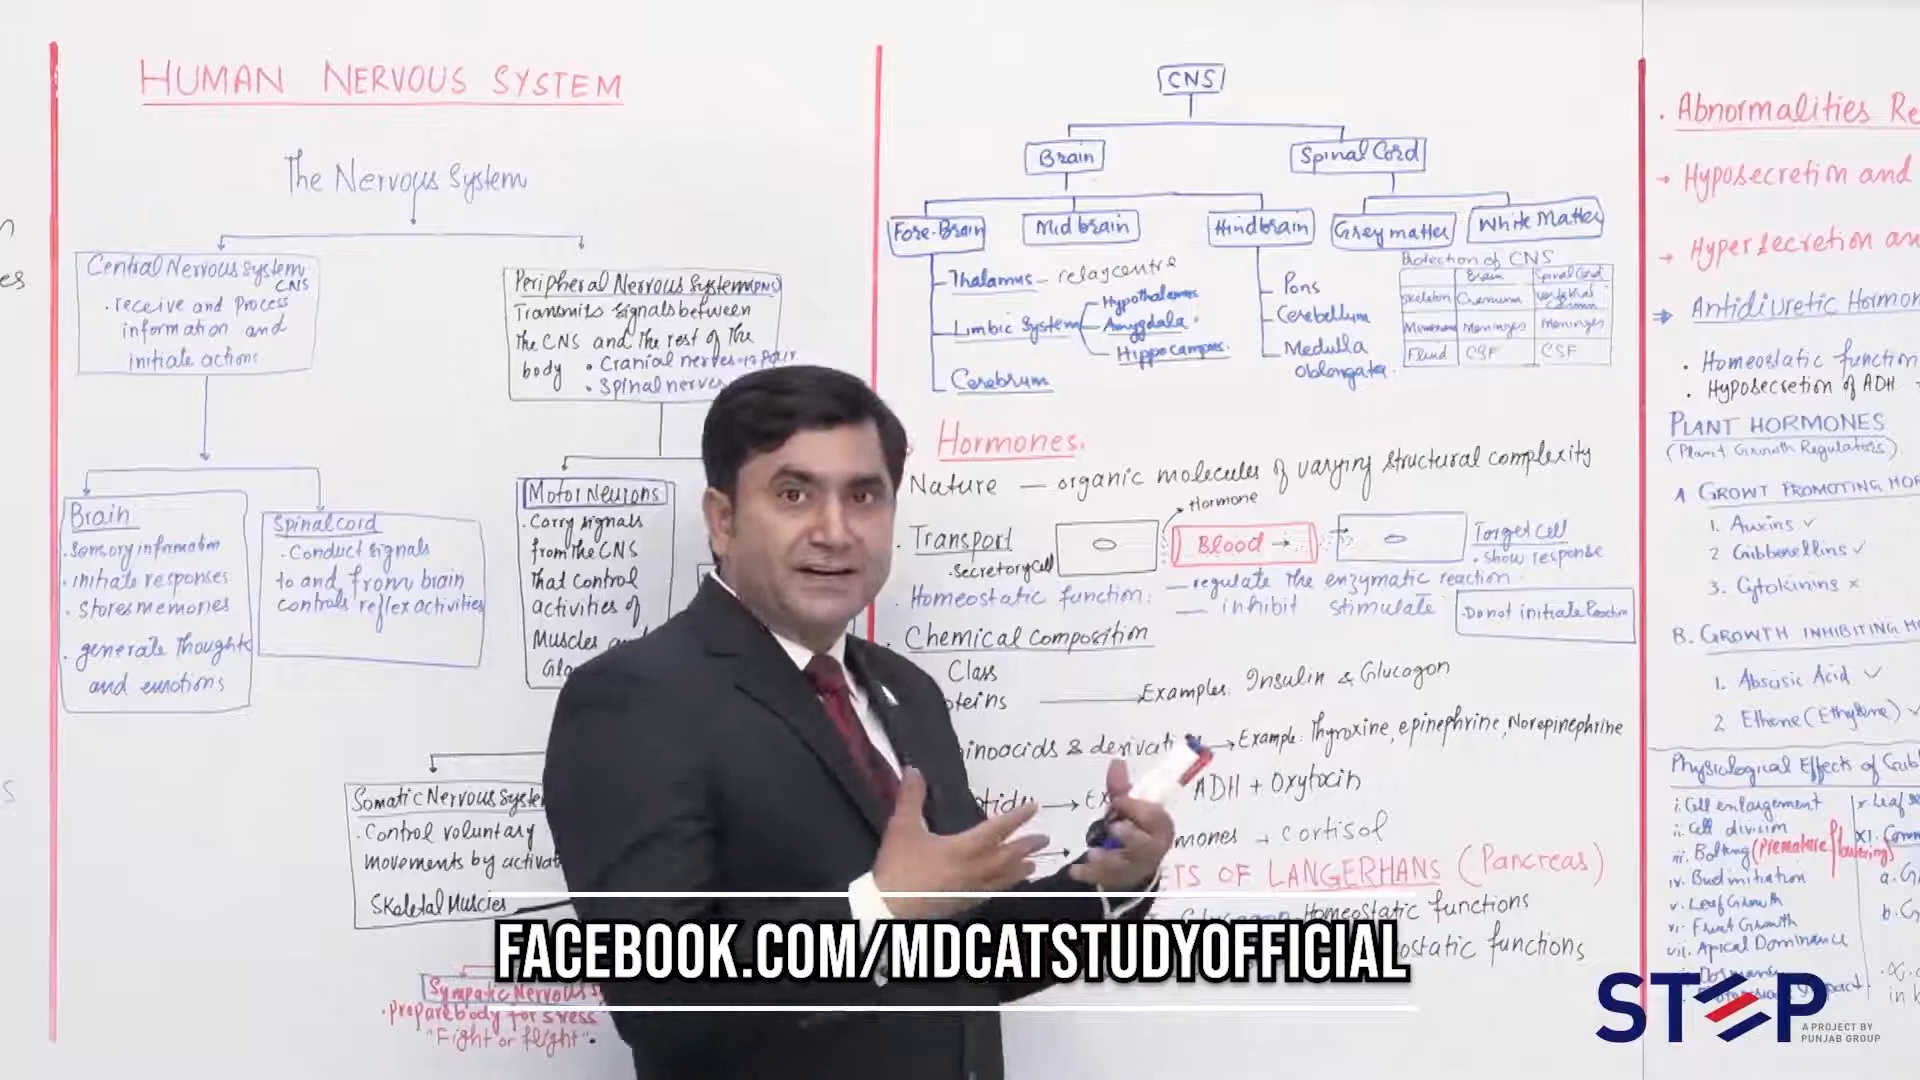 HUMAN NERVOUS SYSTEM
The Nervous System
Central Nervous System
CNS
• receive and process
information and
initiate actions
Peripheral Nervous System (PNS)
Transmits signals between
the CNS and the rest of the
body • Cranial nerves-12 pair
• Spinal nerves
Brain
• Sensory information
• initiate responses
• Stores memories
• generate thoughts
and emotions
Spinal cord
• Conduct signals
to and from brain
controls reflex activities
Motor Neurons
• Carry signals
from the CNS
that control
activities of
Muscles and
Somatic Nervous System
• Control voluntary
movements by
Skeletal Muscles
• prepare body for stress
"Fight or flight".
CNS
Brain
Spinal Cord
Fore-Brain
Mid brain
Hindbrain
Grey matter
White Matter
Thalamus - relay centre
Limbic System
Hypothalamus
Amygdala
Hippocampus
Cerebrum
Pons
Cerebellum
Medulla
oblongata
Protection of CNS
Brain Spinal Cord
Skeleton Cranium vertebral
Meninges Meninges
Fluid CSF CSF
Hormones.
Nature — organic molecules of varying structural complexity
• Transport
• Secretory cell
Hormone
Blood →
Target Cell
• show response
• Homeostatic function: — regulate the enzymatic reaction
— inhibit stimulate
• Do not initiate Reaction
• Chemical composition
Class
Examples: Insulin & Glucagon
Example: Thyroxine, epinephrine, Norepinephrine
ADH + Oxytocin
→ Cortisol
OF LANGERHANS (Pancreas)
Homeostatic functions
functions
• Abnormalities
→ Hyposecretion and
→ Hypersecretion
⇒ Antidiuretic
• Homeostatic function
• Hyposecretion of ADH
PLANT HORMONES
(Plant Growth Regulators)
A GROWT PROMOTING
1. Auxins ✓
2 Gibberellins ✓
3. Cytokinins ×
B. GROWTH INHIBITING
1. Abscisic Acid ✓
2 Ethene (Ethylene) ✓
Physiological Effects of
i. Cell enlargement
ii. Cell division
iii. Bolting (premature flowering)
iv. Bud initiation
v. Leaf Growth
vi. Fruit Growth
vii. Apical Dominance
FACEBOOK.COM/MDCATSTUDYOFFICIAL
STEP
A PROJECT BY
PUNJAB GROUP